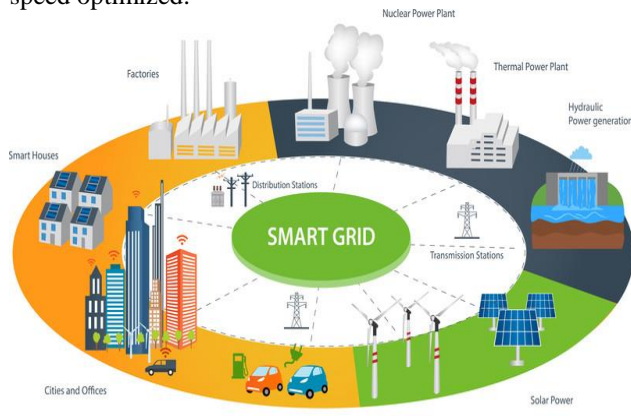 speed optimized.
Nuclear Power Plant
Factories
Thermal Power Plant
Hydraulic
Power generation
Smart Houses
Distribution Stations
SMART GRID
Transmission Stations
Cities and Offices
Solar Power